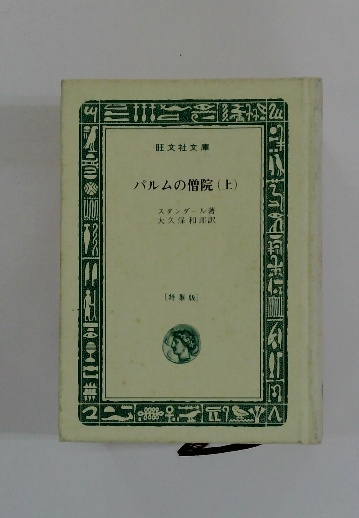 旺文社文庫
パルムの僧院(上)
スタンダール著
大久保和郎訳
[特製版]